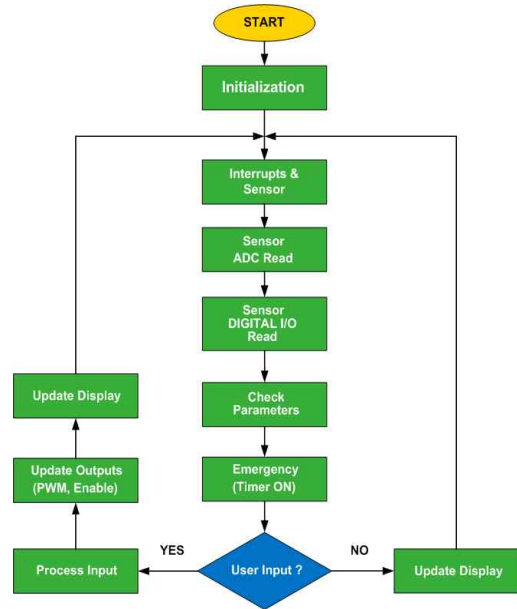 START
Initialization
Interrupts &
Sensor
Sensor
ADC Read
Sensor
DIGITAL I/O
Read
Check
Parameters
Emergency
(Timer ON)
User Input ?
YES
Process Input
Update Outputs
(PWM, Enable)
Update Display
NO
Update Display